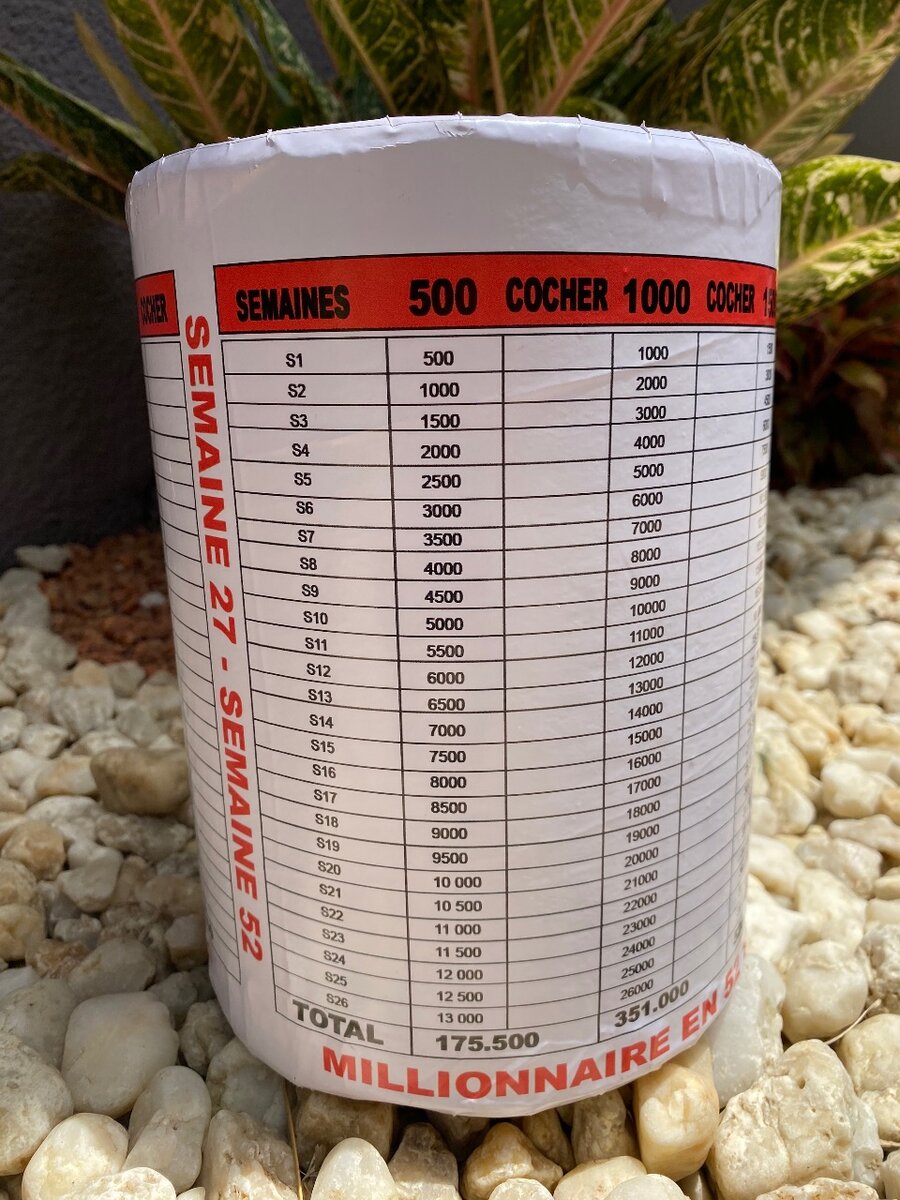 COCHER
SEMAINE 27 - SEMAINE 52
SEMAINES 500 COCHER 1000 COCHER
S1 500 1000
S2 1000 2000
S3 1500 3000
S4 2000 4000
S5 2500 5000
S6 3000 6000
S7 3500 7000
S8 4000 8000
S9 4500 9000
S10 5000 10000
S11 5500 11000
S12 6000 12000
S13 6500 13000
S14 7000 14000
S15 7500 15000
S16 8000 16000
S17 8500 17000
S18 9000 18000
S19 9500 19000
S20 10 000 20000
S21 10 500 21000
S22 11 000 22000
S23 11 500 23000
S24 12 000 24000
S25 12 500 25000
S26 13 000 26000
TOTAL 175.500 351.000
MILLIONNAIRE EN